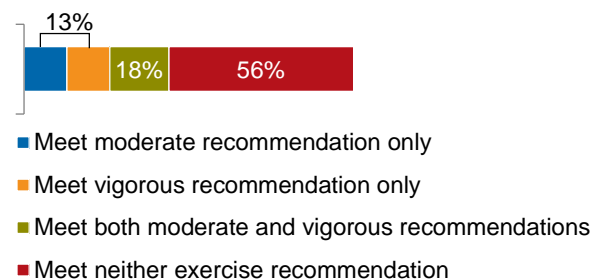 13%
18%
56%
Meet moderate recommendation only
Meet vigorous recommendation only
Meet both moderate and vigorous recommendations
Meet neither exercise recommendation